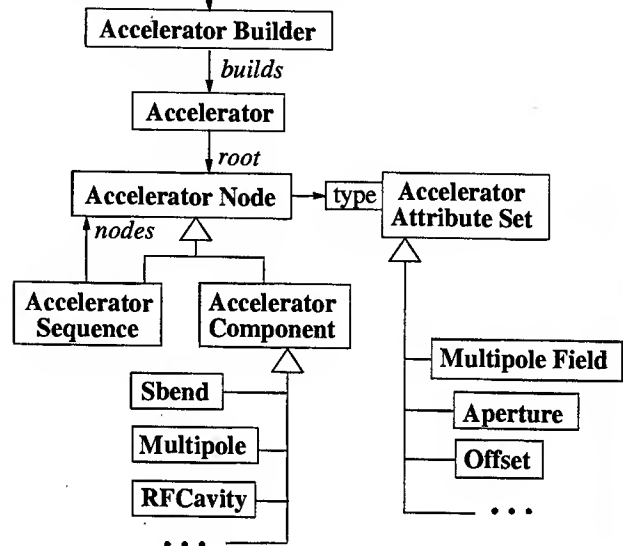 Accelerator Builder
builds
Accelerator
root
Accelerator Node
type
Accelerator
Attribute Set
nodes
Accelerator
Sequence
Accelerator
Component
Sbend
Multipole
RFCavity
• • •
Multipole Field
Aperture
Offset
• • •